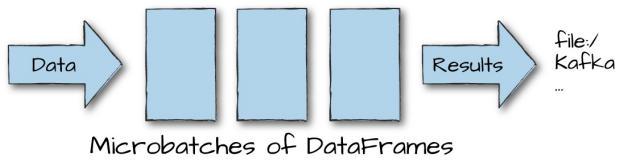 Data
Results
file:/
Kafka
...
Microbatches of DataFrames